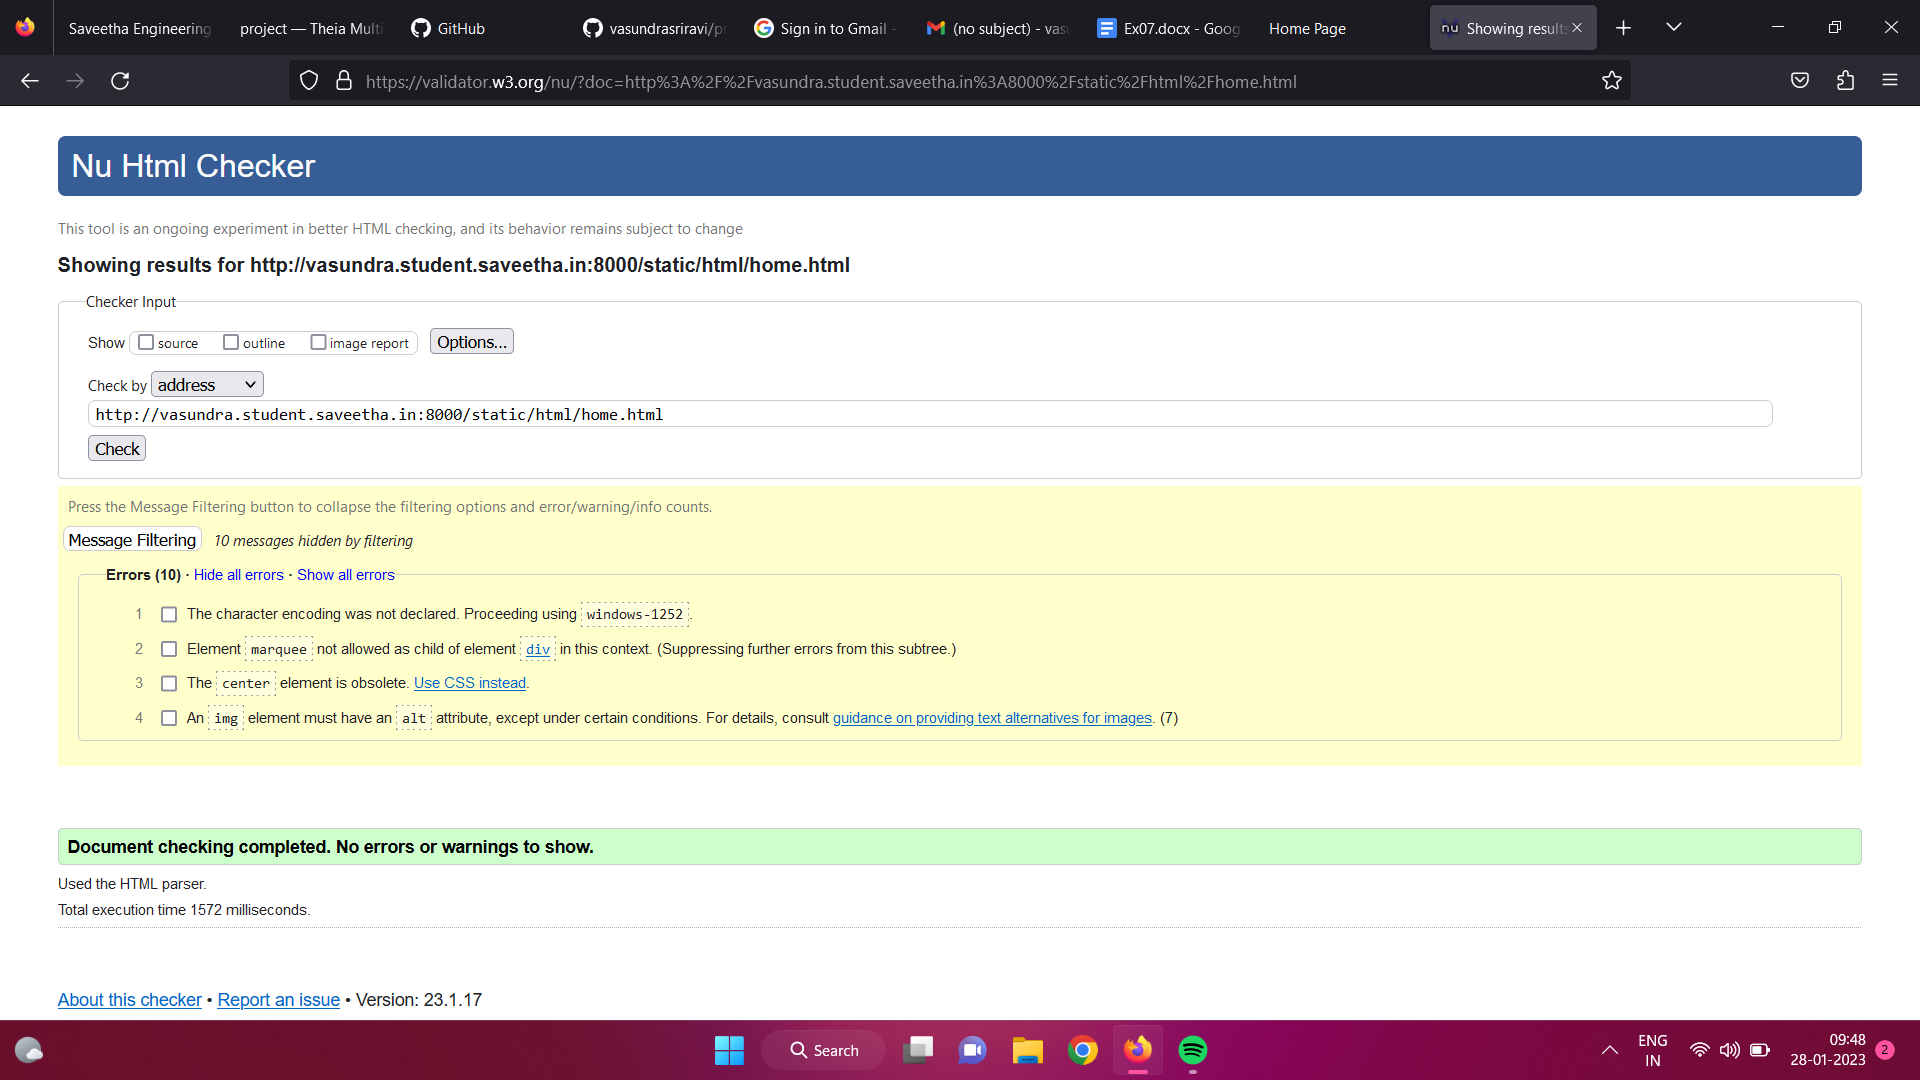 Saveetha Engineering
project — Theia Multi
GitHub
vasundrasriravi/pr
Sign in to Gmail -
(no subject) - vasu
Ex07.docx - Goog
Home Page
nu Showing results
https://validator.w3.org/nu/?doc=http%3A%2F%2Fvasundra.student.saveetha.in%3A8000%2Fstatic%2Fhtml%2Fhome.html
Nu Html Checker
This tool is an ongoing experiment in better HTML checking, and its behavior remains subject to change
Showing results for http://vasundra.student.saveetha.in:8000/static/html/home.html
Checker Input
Show source outline image report Options...
Check by address
http://vasundra.student.saveetha.in:8000/static/html/home.html
Check
Press the Message Filtering button to collapse the filtering options and error/warning/info counts.
Message Filtering 10 messages hidden by filtering
Errors (10) · Hide all errors · Show all errors
1 The character encoding was not declared. Proceeding using windows-1252.
2 Element marquee not allowed as child of element div in this context. (Suppressing further errors from this subtree.)
3 The center element is obsolete. Use CSS instead.
4 An img element must have an alt attribute, except under certain conditions. For details, consult guidance on providing text alternatives for images. (7)
Document checking completed. No errors or warnings to show.
Used the HTML parser.
Total execution time 1572 milliseconds.
About this checker • Report an issue • Version: 23.1.17
Search
ENG
IN
09:48
28-01-2023
2